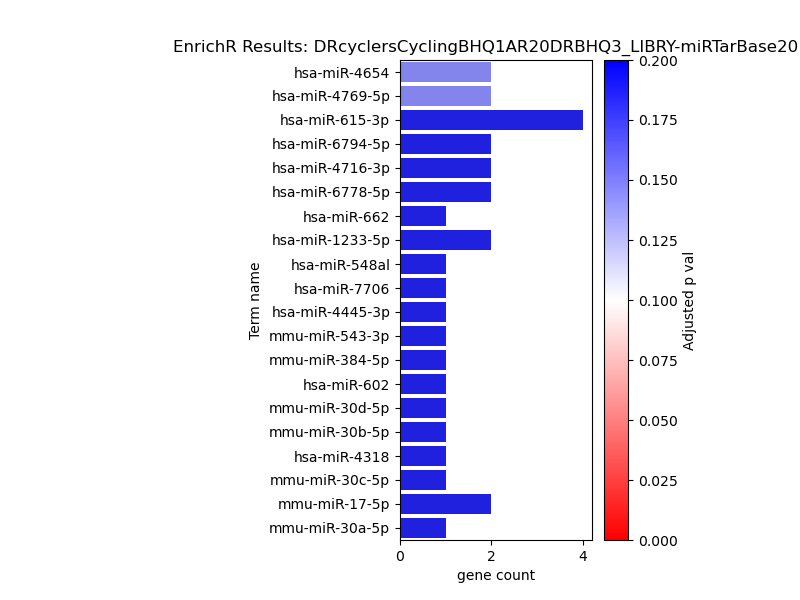 EnrichR Results: DRcyclersCyclingBHQ1AR20DRBHQ3_LIBRY-miRTarBase20
hsa-miR-4654
hsa-miR-4769-5p
hsa-miR-615-3p
hsa-miR-6794-5p
hsa-miR-4716-3p
hsa-miR-6778-5p
hsa-miR-662
hsa-miR-1233-5p
hsa-miR-548al
hsa-miR-7706
hsa-miR-4445-3p
mmu-miR-543-3p
mmu-miR-384-5p
hsa-miR-602
mmu-miR-30d-5p
mmu-miR-30b-5p
hsa-miR-4318
mmu-miR-30c-5p
mmu-miR-17-5p
mmu-miR-30a-5p
Term name
0 2 4
gene count
0.200
0.175
0.150
0.125
0.100
0.075
0.050
0.025
0.000
Adjusted p val